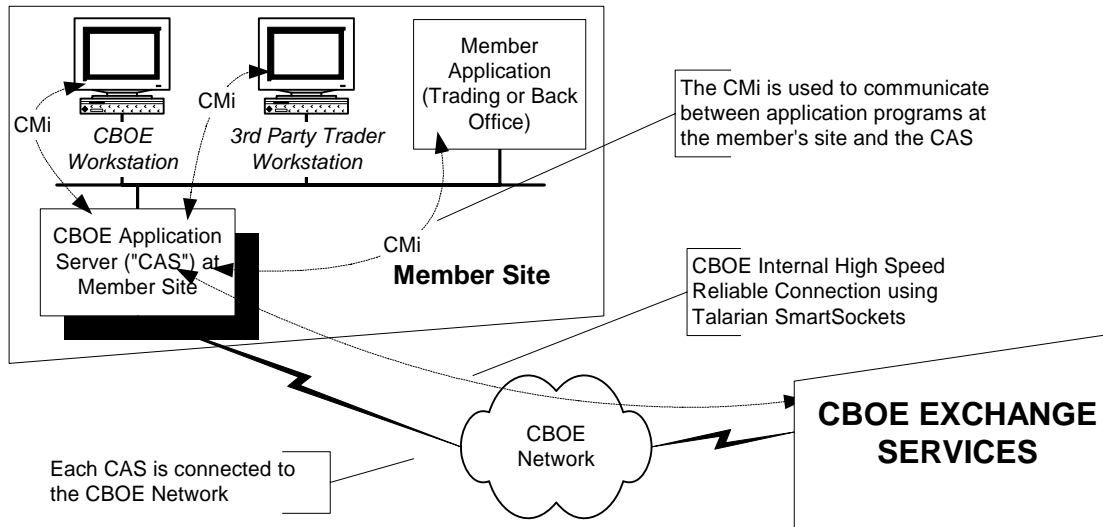 Member
Application
(Trading or Back
Office)
CMi
CMi
CBOE
Workstation
3rd Party Trader
Workstation
The CMi is used to communicate
between application programs at
the member's site and the CAS
CBOE Application
Server ("CAS") at
Member Site
CMi
Member Site
CBOE Internal High Speed
Reliable Connection using
Talarian SmartSockets
CBOE
Network
CBOE EXCHANGE
SERVICES
Each CAS is connected to
the CBOE Network